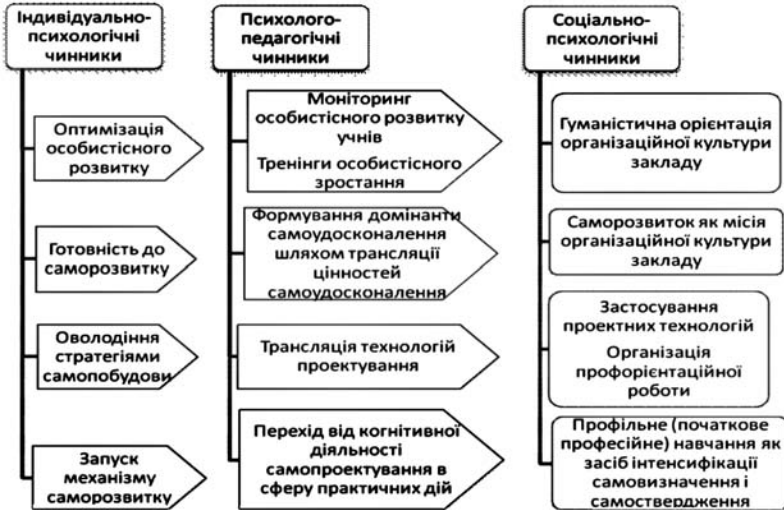 Індивідуально-
психологічні
чинники
Оптимізація
особистісного
розвитку
Готовність до
саморозвитку
Оволодіння
стратегіями
самопобудови
Запуск
механізму
саморозвитку
Психолого-
педагогічні
чинники
Моніторинг
особистісного розвитку
учнів
Тренінги особистісного
зростання
Формування домінанти
самоудосконалення
шляхом трансляції
цінностей
самоудосконалення
Трансляція технологій
проектування
Перехід від когнітивної
діяльності
самопроектування в
сферу практичних дій
Соціально-
психологічні
чинники
Гуманістична орієнтація
організаційної культури
закладу
Саморозвиток як місія
організаційної культури
закладу
Застосування
проектних технологій
Організація
профорієнтаційної
роботи
Профільне (початкове
професійне) навчання як
засіб інтенсифікації
самовизначення і
самоствердження